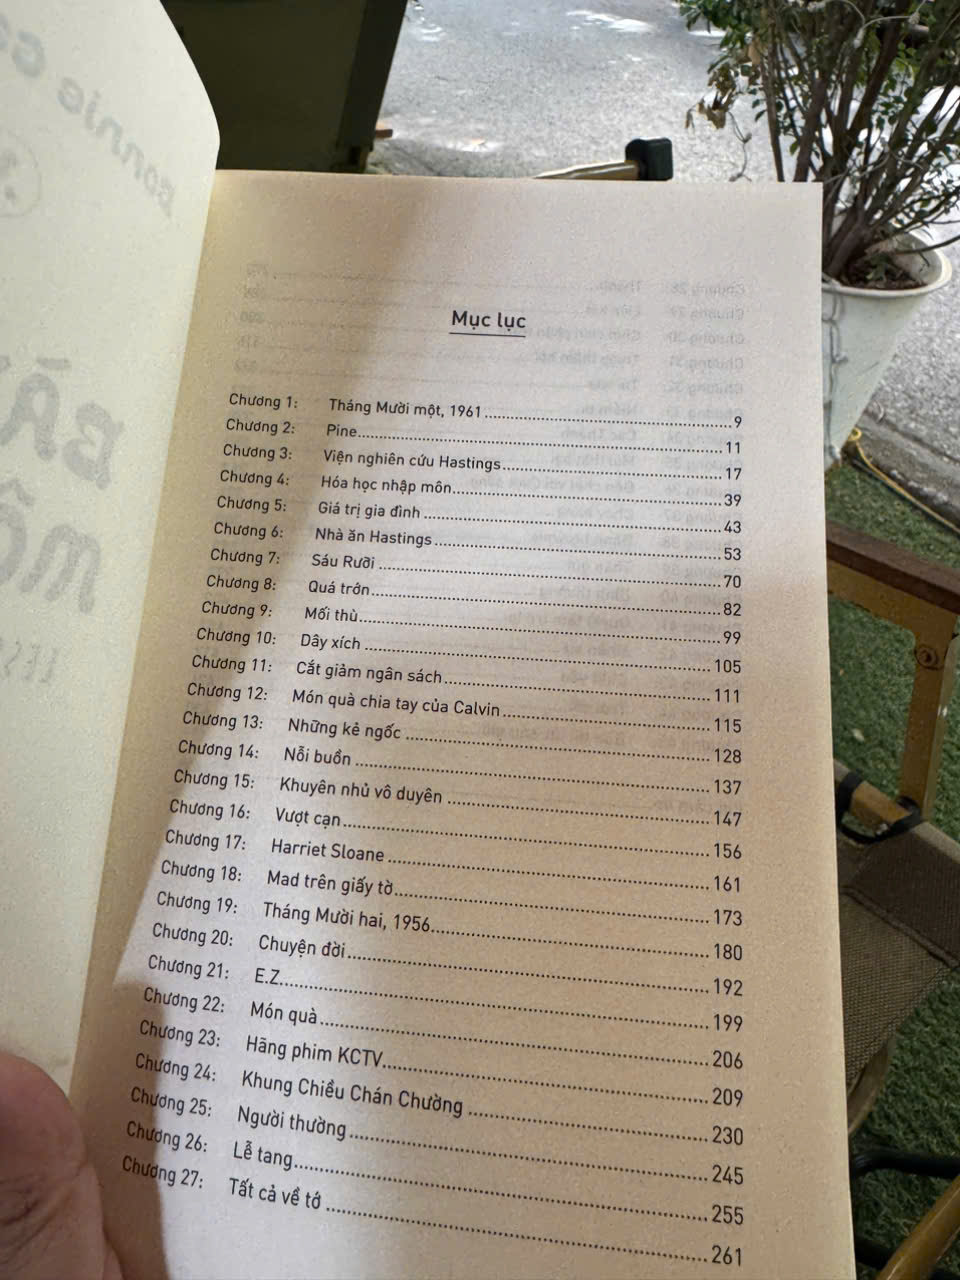 Mục lục
Chương 1: Tháng Mười một, 1961 9
Chương 2: Pine 11
Chương 3: Viện nghiên cứu Hastings 17
Chương 4: Hóa học nhập môn 39
Chương 5: Giá trị gia đình 43
Chương 6: Nhà ăn Hastings 53
Chương 7: Sáu Rưỡi 70
Chương 8: Quá trớn 82
Chương 9: Mối thù 99
Chương 10: Dây xích 105
Chương 11: Cắt giảm ngân sách 111
Chương 12: Món quà chia tay của Calvin 115
Chương 13: Những kẻ ngốc 128
Chương 14: Nỗi buồn 137
Chương 15: Khuyên nhủ vô duyên 147
Chương 16: Vượt cạn 156
Chương 17: Harriet Sloane 161
Chương 18: Mad trên giấy tờ 173
Chương 19: Tháng Mười hai, 1956 180
Chương 20: Chuyện đời 192
Chương 21: E.Z. 199
Chương 22: Món quà 206
Chương 23: Hãng phim KCTV 209
Chương 24: Khung Chiều Chán Chường 230
Chương 25: Người thường 245
Chương 26: Lễ tang 255
Chương 27: Tất cả về tớ 261